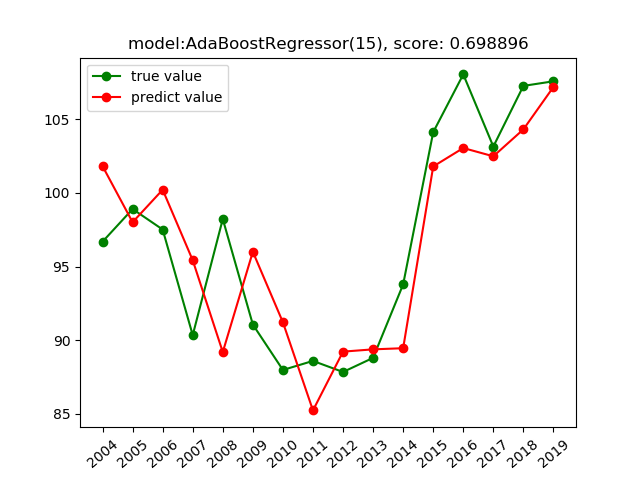 model:AdaBoostRegressor(15), score: 0.698896
true value
predict value
105
100
95
90
85
2004 2005 2006 2007 2008 2009 2010 2011 2012 2013 2014 2015 2016 2017 2018 2019